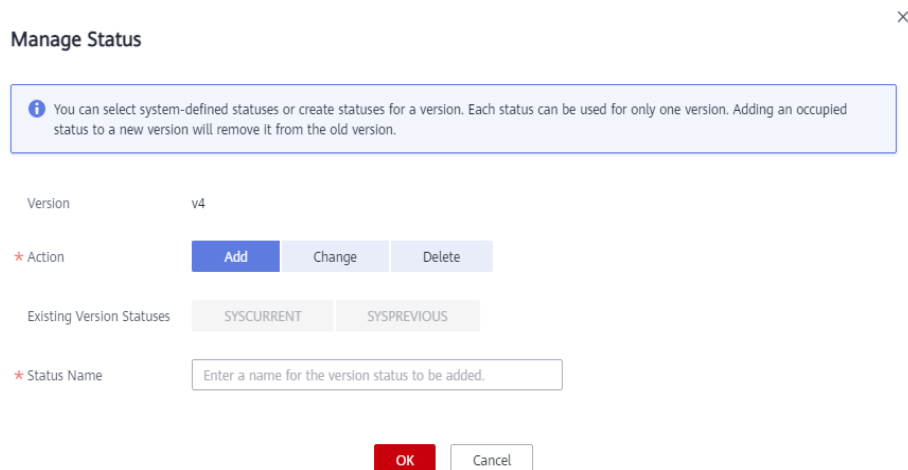 Manage Status
You can select system-defined statuses or create statuses for a version. Each status can be used for only one version. Adding an occupied
status to a new version will remove it from the old version.
Version v4
* Action Add Change Delete
Existing Version Statuses SYSCURRENT SYSPREVIOUS
* Status Name Enter a name for the version status to be added.
OK Cancel